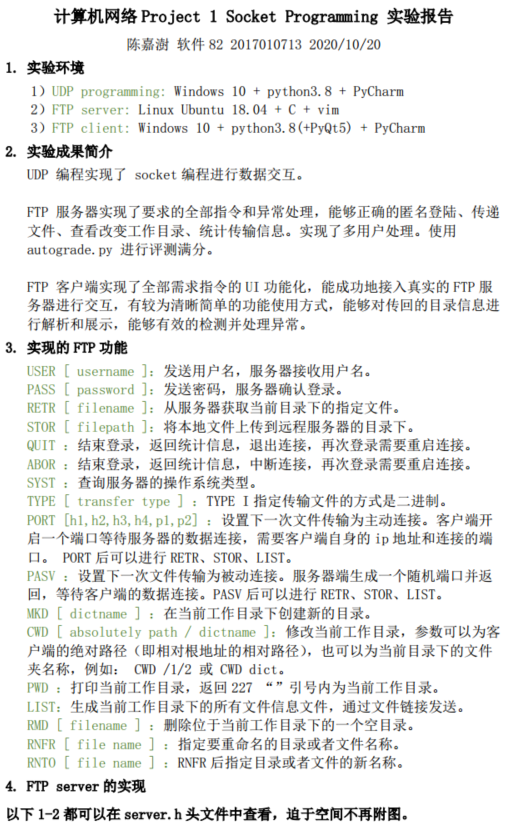 计算机网络 Project 1 Socket Programming 实验报告
陈嘉澍 软件 82 2017010713 2020/10/20
1. 实验环境
1）UDP programming: Windows 10 + python3.8 + PyCharm
2）FTP server: Linux Ubuntu 18.04 + C + vim
3）FTP client: Windows 10 + python3.8(+PyQt5) + PyCharm
2. 实验成果简介
UDP 编程实现了 socket 编程进行数据交互。
FTP 服务器实现了要求的全部指令和异常处理，能够正确的匿名登陆、传递
文件、查看改变工作目录、统计传输信息。实现了多用户处理。使用
autograde.py 进行评测满分。
FTP 客户端实现了全部需求指令的 UI 功能化，能成功地接入真实的 FTP 服
务器进行交互，有较为清晰简单的功能使用方式，能够对传回的目录信息进
行解析和展示，能够有效的检测并处理异常。
3. 实现的 FTP 功能
USER [ username ]：发送用户名，服务器接收用户名。
PASS [ password ]：发送密码，服务器确认登录。
RETR [ filename ]：从服务器获取当前目录下的指定文件。
STOR [ filepath ]：将本地文件上传到远程服务器的目录下。
QUIT ：结束登录，返回统计信息，退出连接，再次登录需要重启连接。
ABOR ：结束登录，返回统计信息，中断连接，再次登录需要重启连接。
SYST ：查询服务器的操作系统类型。
TYPE [ transfer type ] ：TYPE I 指定传输文件的方式是二进制。
PORT [h1,h2,h3,h4,p1,p2] ：设置下一次文件传输为主动连接。客户端开
启一个端口等待服务器的数据连接，需要客户端自身的 ip 地址和连接的端
口。 PORT 后可以进行 RETR、STOR、LIST。
PASV ：设置下一次文件传输为被动连接。服务器端生成一个随机端口并返
回，等待客户端的数据连接。PASV 后可以进行 RETR、STOR、LIST。
MKD [ dictname ] ：在当前工作目录下创建新的目录。
CWD [ absolutely path / dictname ]：修改当前工作目录，参数可以为客
户端的绝对路径（即相对根地址的相对路径），也可以为当前目录下的文件
夹名称，例如： CWD /1/2 或 CWD dict。
PWD ：打印当前工作目录，返回 227 “”引号内为当前工作目录。
LIST：生成当前工作目录下的所有文件信息文件，通过文件链接发送。
RMD [ filename ] ：删除位于当前工作目录下的一个空目录。
RNFR [ file name ] ：指定要重命名的目录或者文件名称。
RNTO [ file name ] ：RNFR 后指定目录或者文件的新名称。
4. FTP server 的实现
以下 1-2 都可以在 server.h 头文件中查看，迫于空间不再附图。